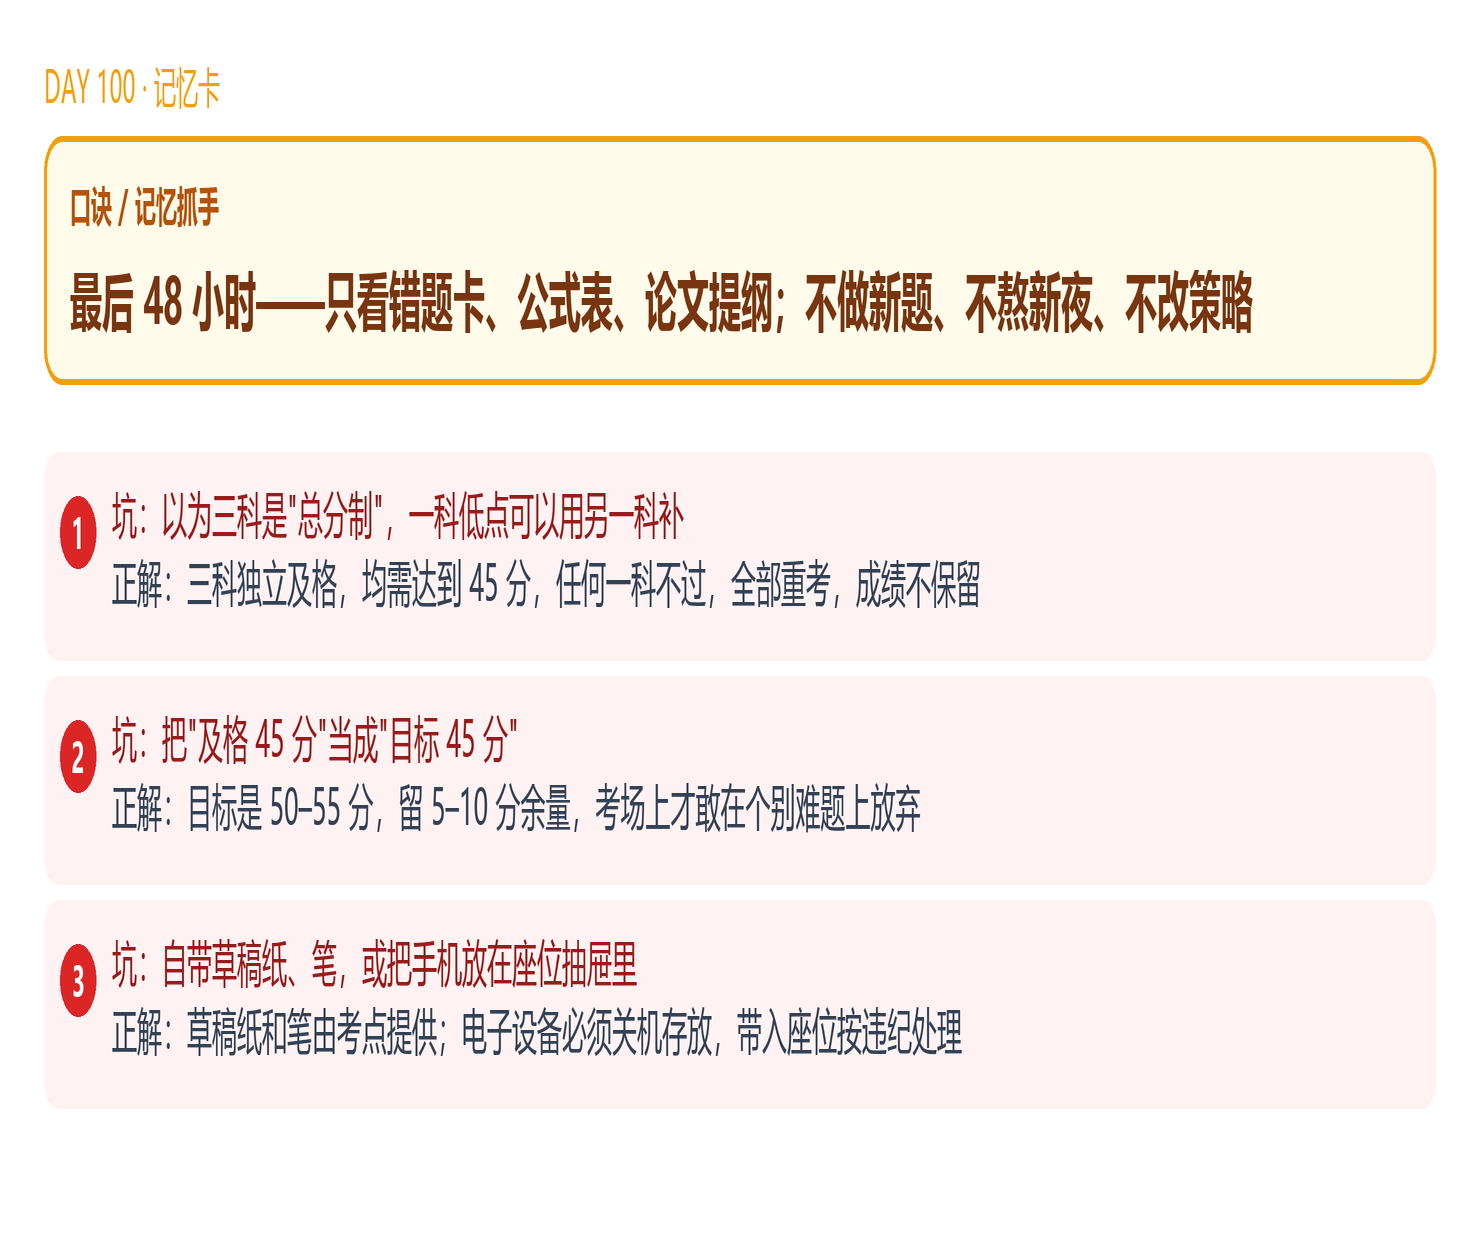 DAY 100 · 记忆卡
口诀 / 记忆抓手
最后 48 小时——只看错题卡、公式表、论文提纲；不做新题、不熬新夜、不改策略
1
坑：以为三科是"总分制"，一科低点可以用另一科补
正解：三科独立及格，均需达到 45 分，任何一科不过，全部重考，成绩不保留
2
坑：把"及格 45 分"当成"目标 45 分"
正解：目标是 50–55 分，留 5–10 分余量，考场上才敢在个别难题上放弃
3
坑：自带草稿纸、笔，或把手机放在座位抽屉里
正解：草稿纸和笔由考点提供；电子设备必须关机存放，带入座位按违纪处理